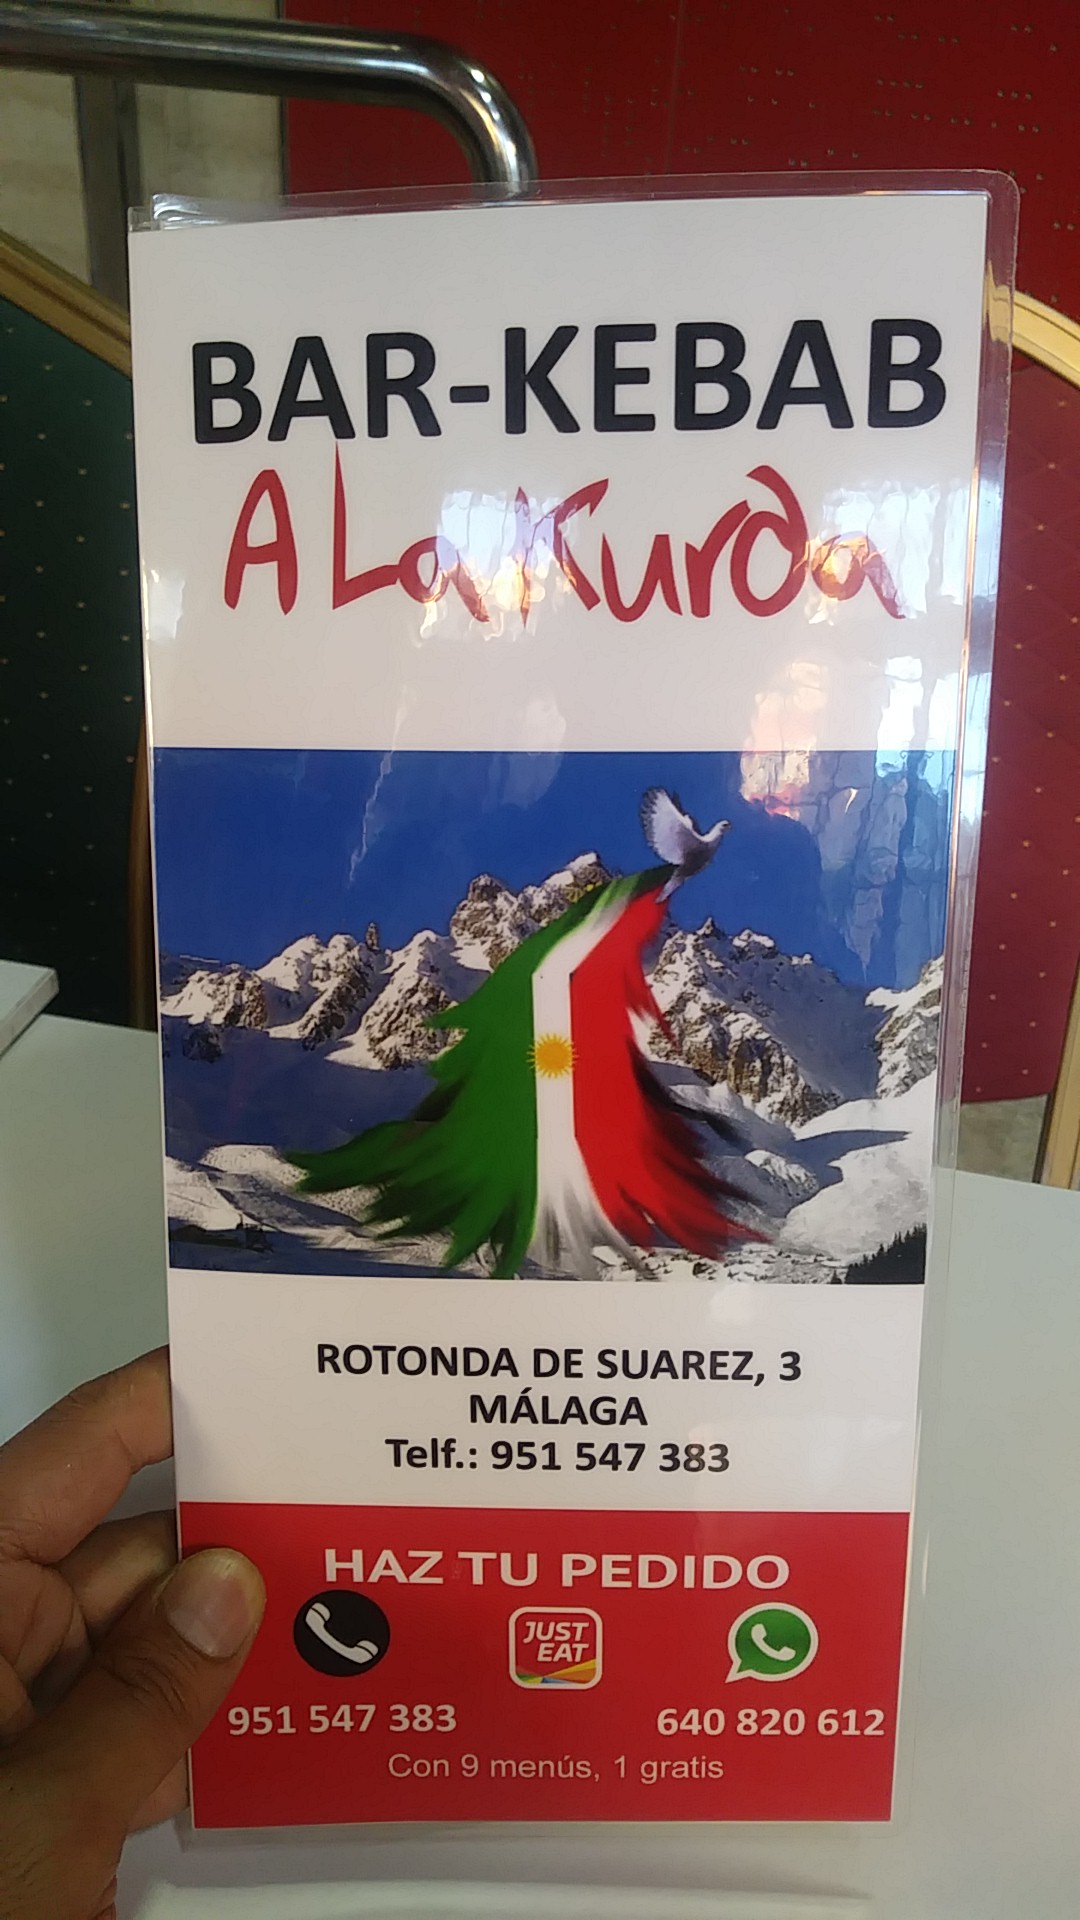 BAR-KEBAB
A La Kurda
ROTONDA DE SUAREZ, 3
MÁLAGA
Telf.: 951 547 383
HAZ TU PEDIDO
JUST
EAT
951 547 383
640 820 612
Con 9 menús, 1 gratis